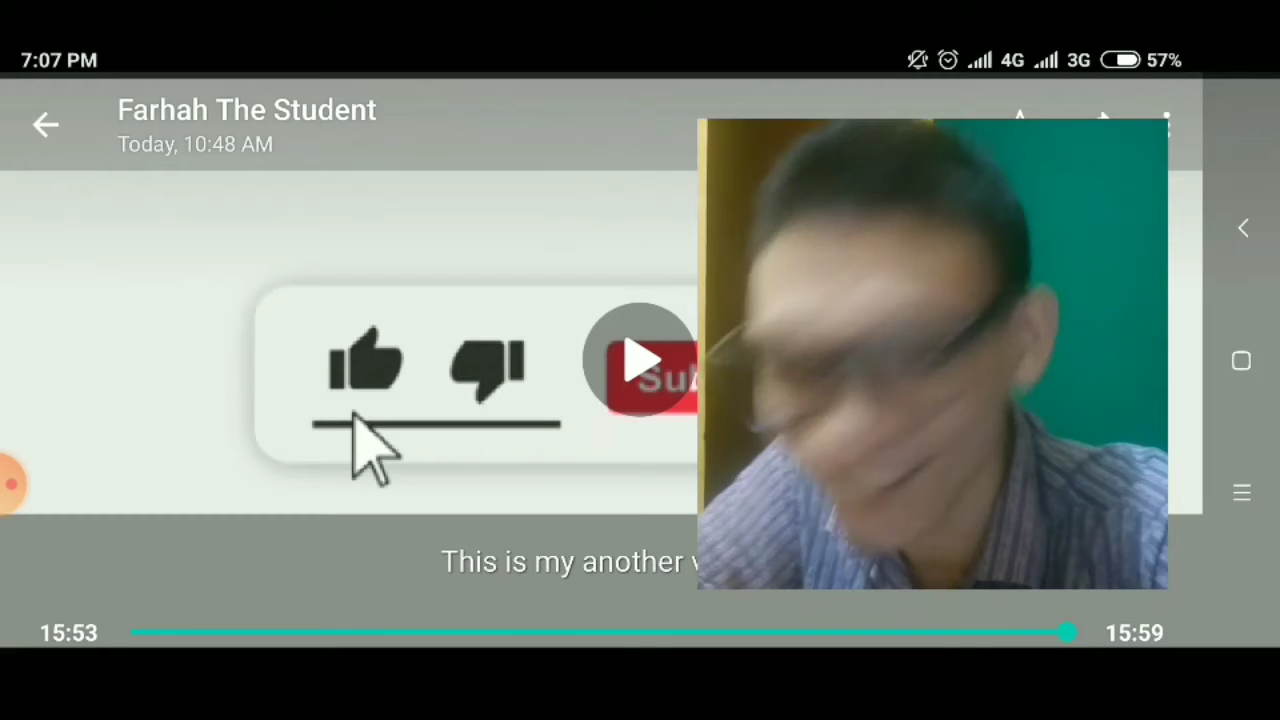 7:07 PM
4G
3G
57%
Farhah The Student
Today, 10:48 AM
This is my another
15:53
15:59